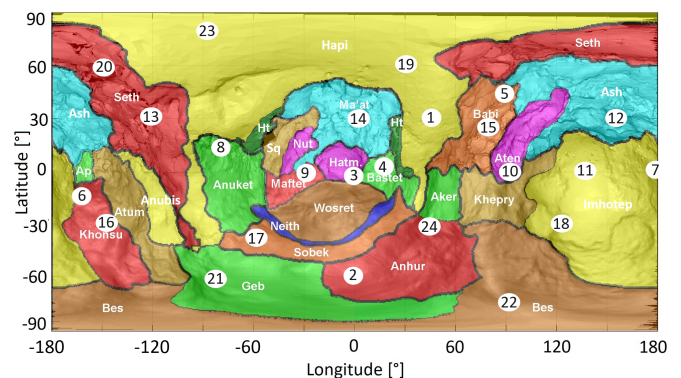 90
23
Hapi
Seth
60
20
19
Seth
Ash
5
Ma'at
Babi
30
Ash
13
Ht
14
Ht
1
15
12
Sq
Nut
8
Aten
0
Ap
Anuket
9
Hatm.
3
4
Bastet
10
11
7
Maftet
6
Atum
Anubis
Wosret
Aker
Khepry
Imhotep
-30
16
Khonsu
Neith
24
18
17
Sobek
Anhur
-60
21
Geb
2
22
Bes
Bes
-90
-180
-120
-60
0
60
120
180
Latitude [°]
Longitude [°]